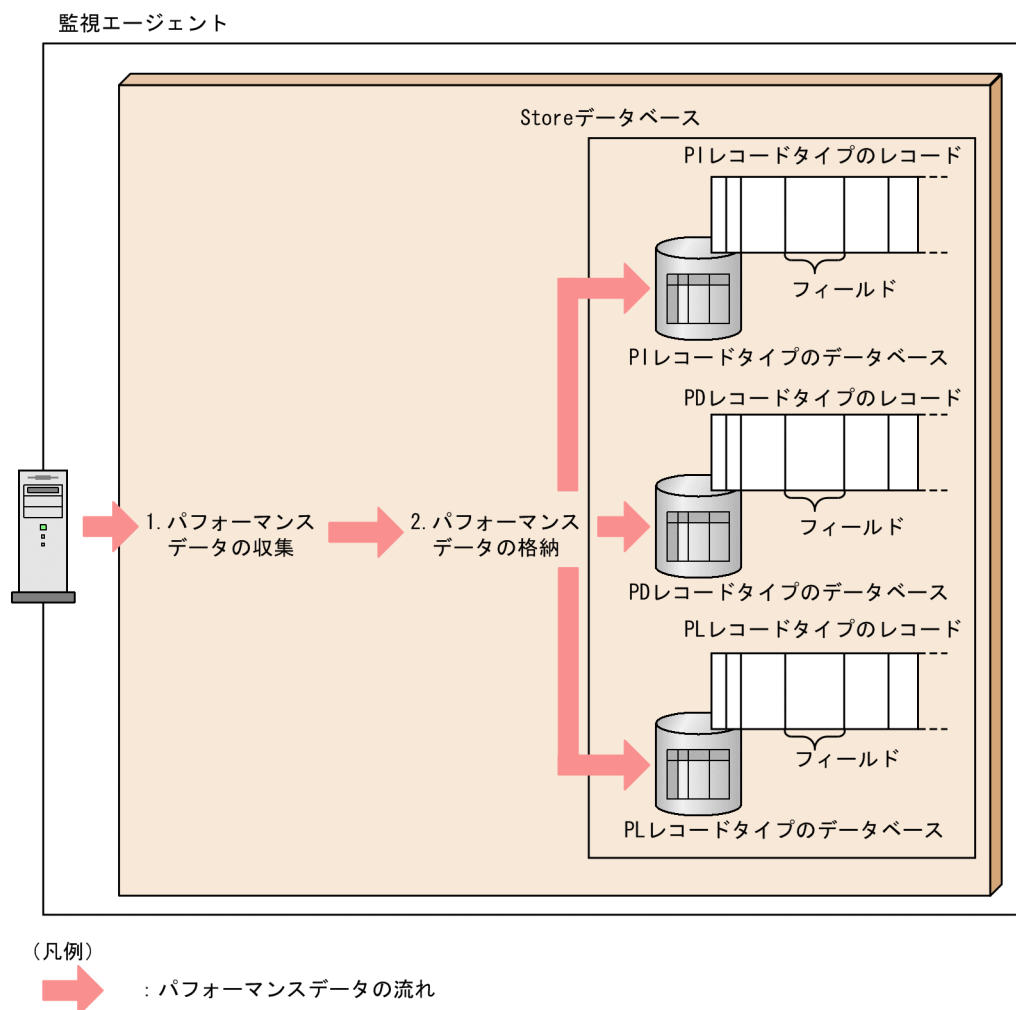 監視エージェント
Storeデータベース
PIレコードタイプのレコード
フィールド
PIレコードタイプのデータベース
PDレコードタイプのレコード
1. パフォーマンス
データの収集
2. パフォーマンス
データの格納
フィールド
PDレコードタイプのデータベース
PLレコードタイプのレコード
フィールド
PLレコードタイプのデータベース
(凡例)
: パフォーマンスデータの流れ